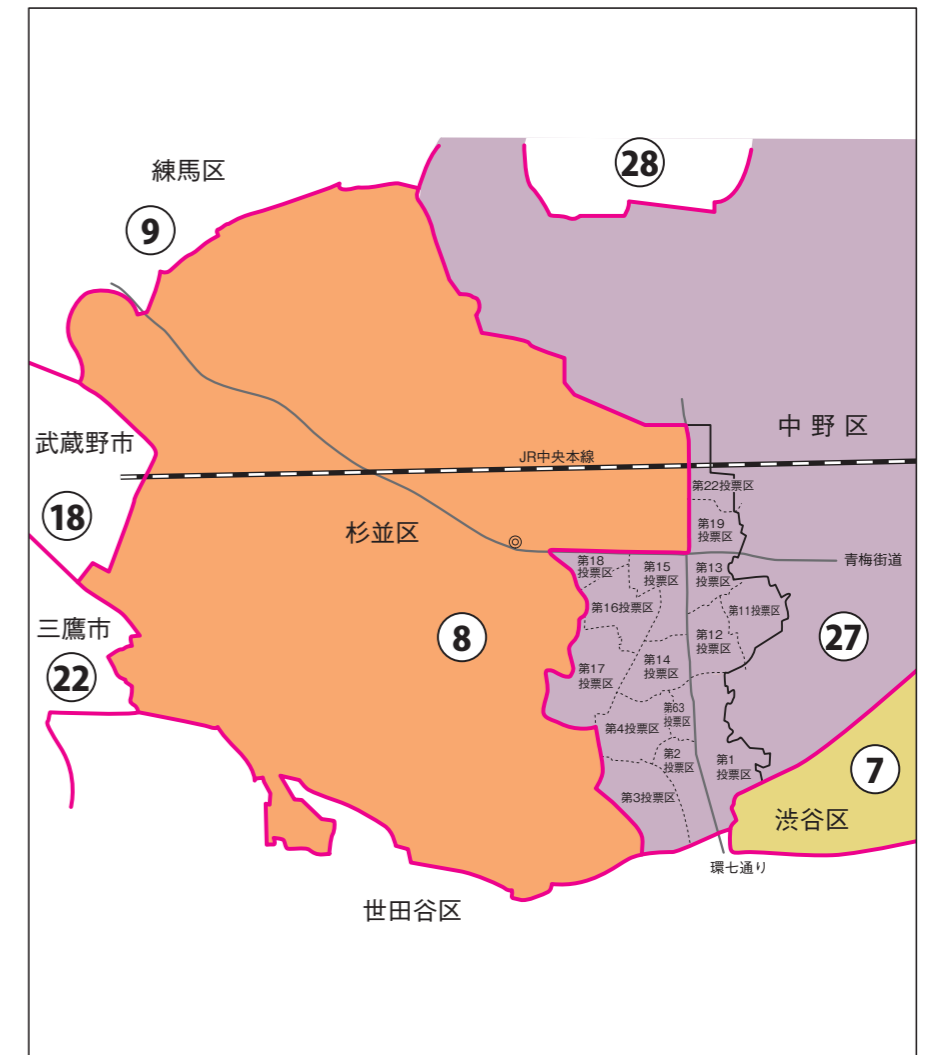 28
練馬区
9
中野区
武蔵野市
JR中央本線
第22投票区
18
第19
投票区
杉並区
青梅街道
第18
投票区
第15
投票区
第13
投票区
第16投票区
第11投票区
三鷹市
8
第12
投票区
27
22
第17
投票区
第14
投票区
第63
投票区
第4投票区
第2
投票区
第1
投票区
7
第3投票区
渋谷区
環七通り
世田谷区